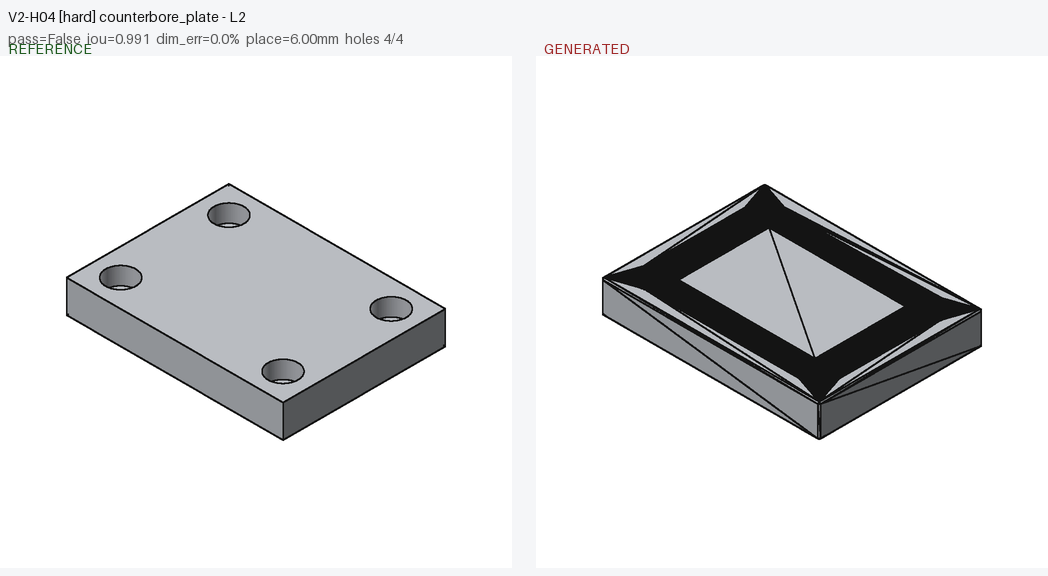 V2-H04 [hard] counterbore_plate - L2
pass=False iou=0.991 dim_err=0.0% place=6.00mm holes 4/4
REFERENCE
GENERATED